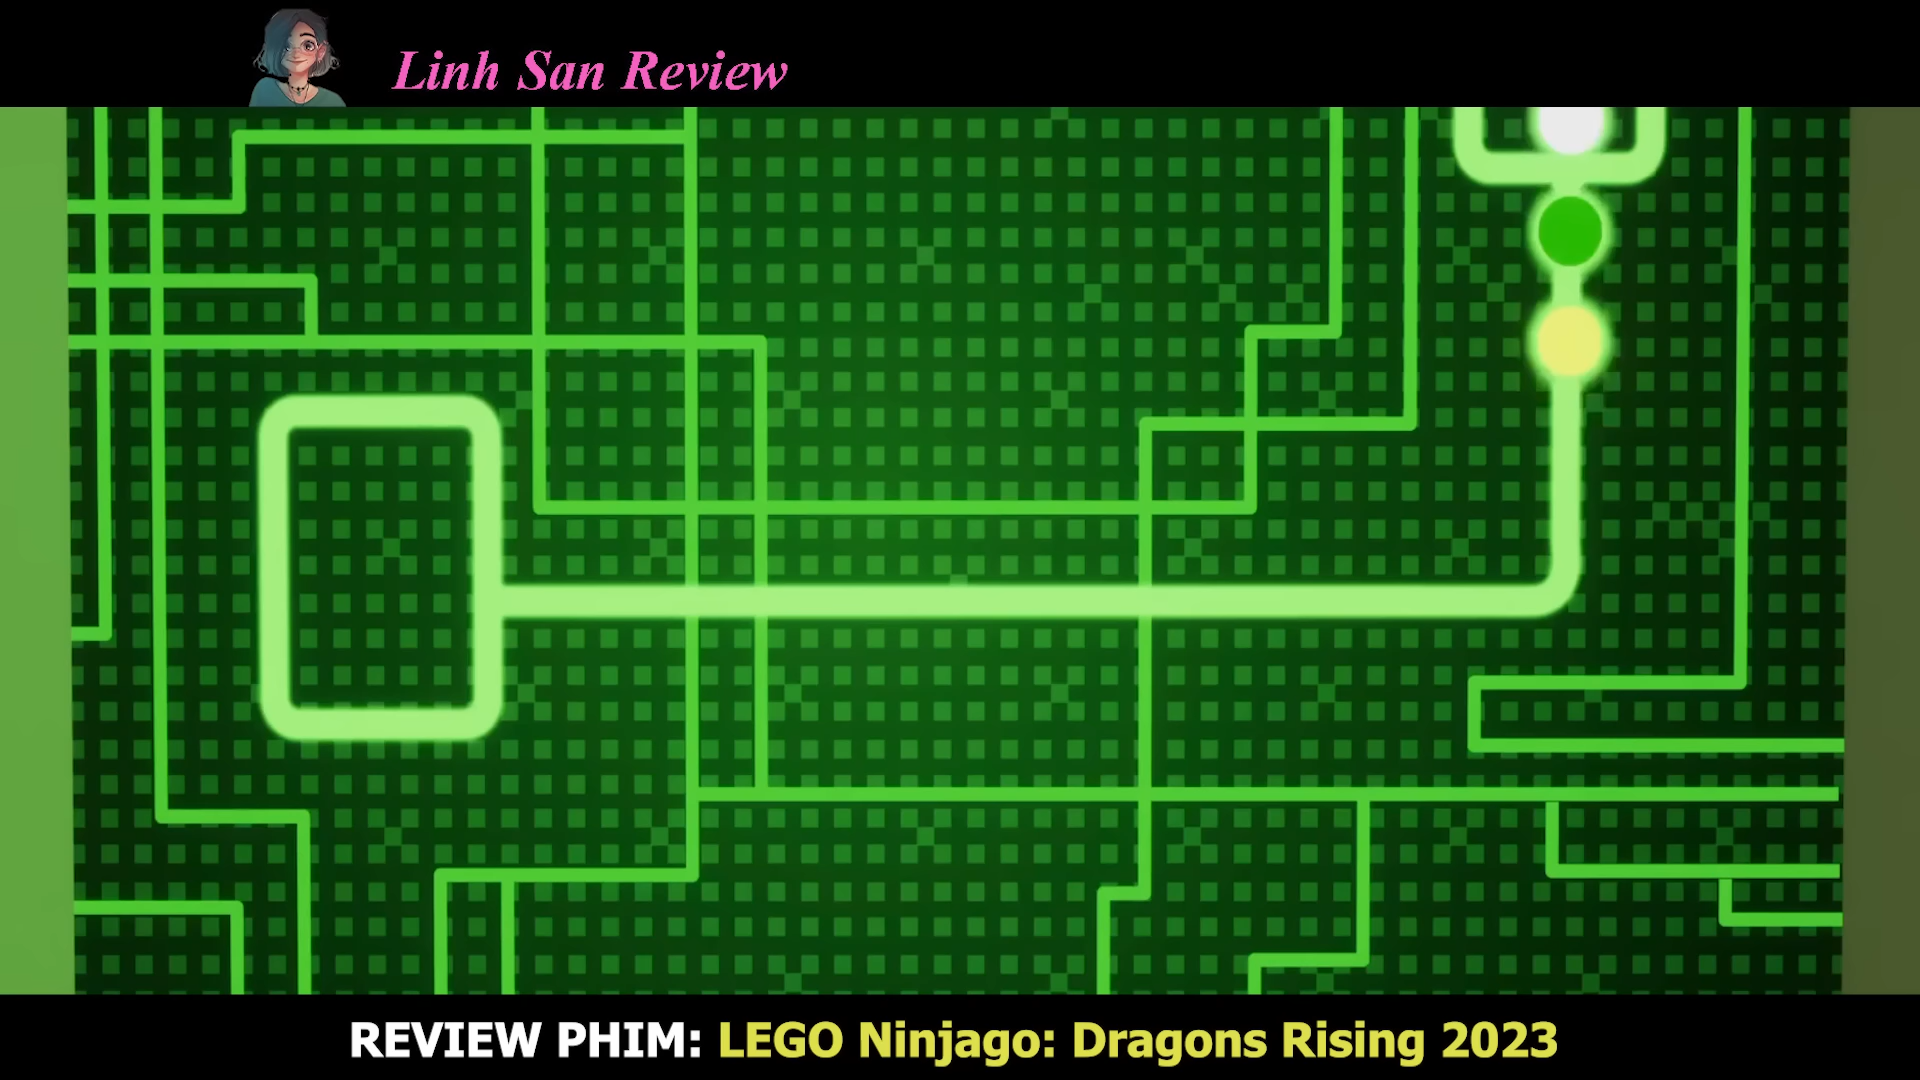 Linh San Review
REVIEW PHIM: LEGO Ninjago: Dragons Rising 2023